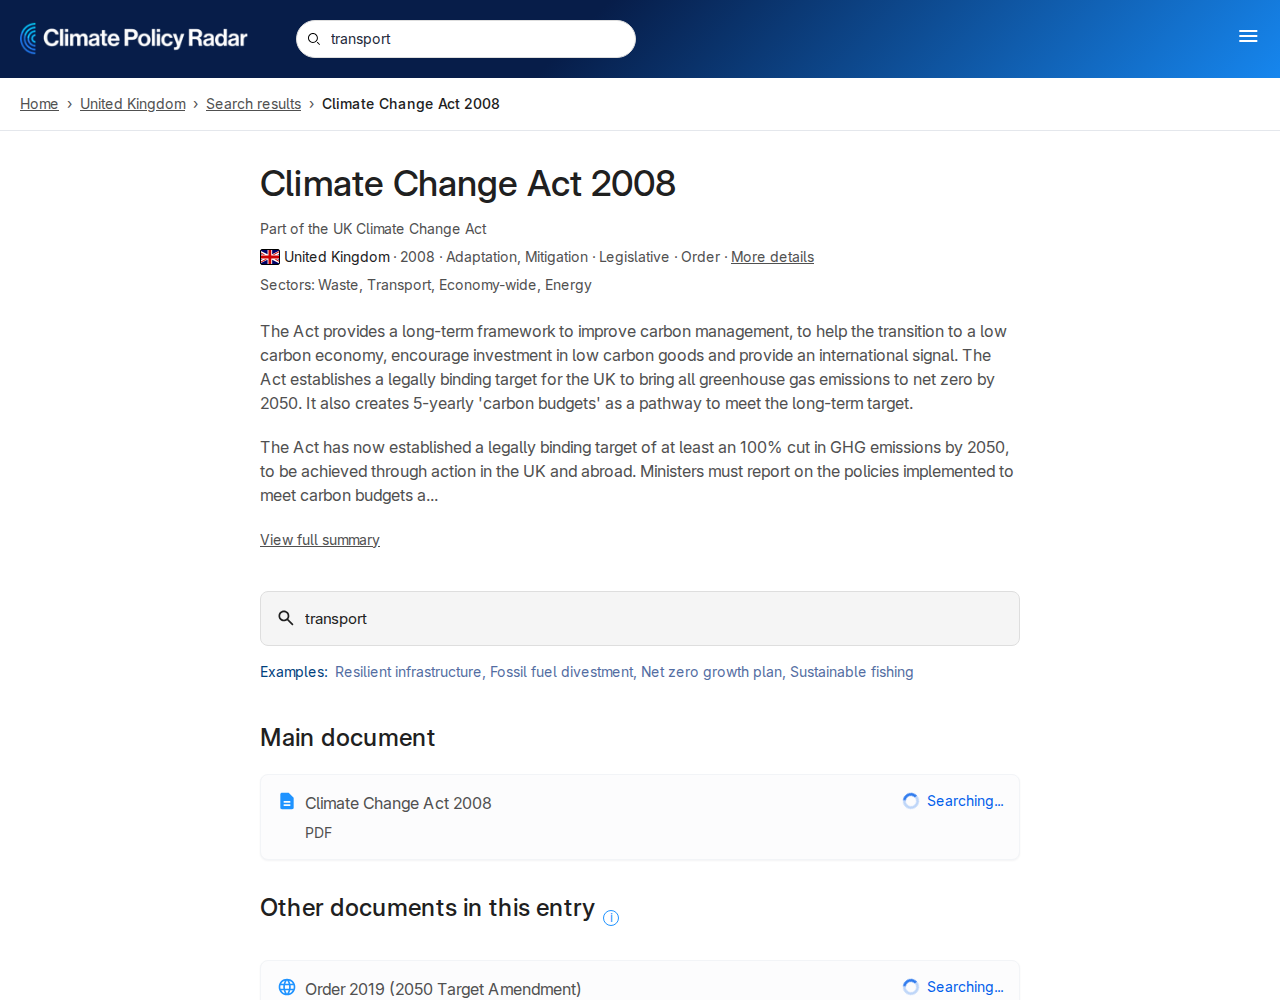 Climate Policy Radar
transport
Home › United Kingdom › Search results › Climate Change Act 2008
Climate Change Act 2008
Part of the UK Climate Change Act
United Kingdom · 2008 · Adaptation, Mitigation · Legislative · Order · More details
Sectors: Waste, Transport, Economy-wide, Energy
The Act provides a long-term framework to improve carbon management, to help the transition to a low
carbon economy, encourage investment in low carbon goods and provide an international signal. The
Act establishes a legally binding target for the UK to bring all greenhouse gas emissions to net zero by
2050. It also creates 5-yearly 'carbon budgets' as a pathway to meet the long-term target.
The Act has now established a legally binding target of at least an 100% cut in GHG emissions by 2050,
to be achieved through action in the UK and abroad. Ministers must report on the policies implemented to
meet carbon budgets a...
View full summary
transport
Examples: Resilient infrastructure, Fossil fuel divestment, Net zero growth plan, Sustainable fishing
Main document
Climate Change Act 2008 Searching...
PDF
Other documents in this entry
Order 2019 (2050 Target Amendment) Searching...